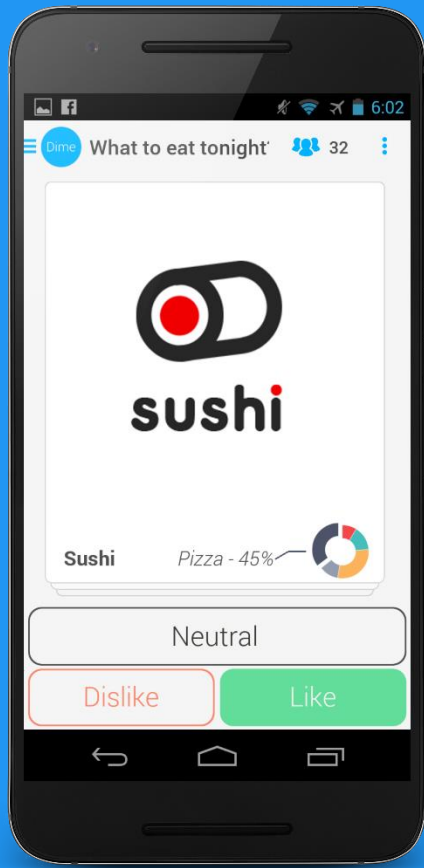 6:02
Dime What to eat tonight? 32
sushi
Sushi Pizza - 45%
Neutral
Dislike Like